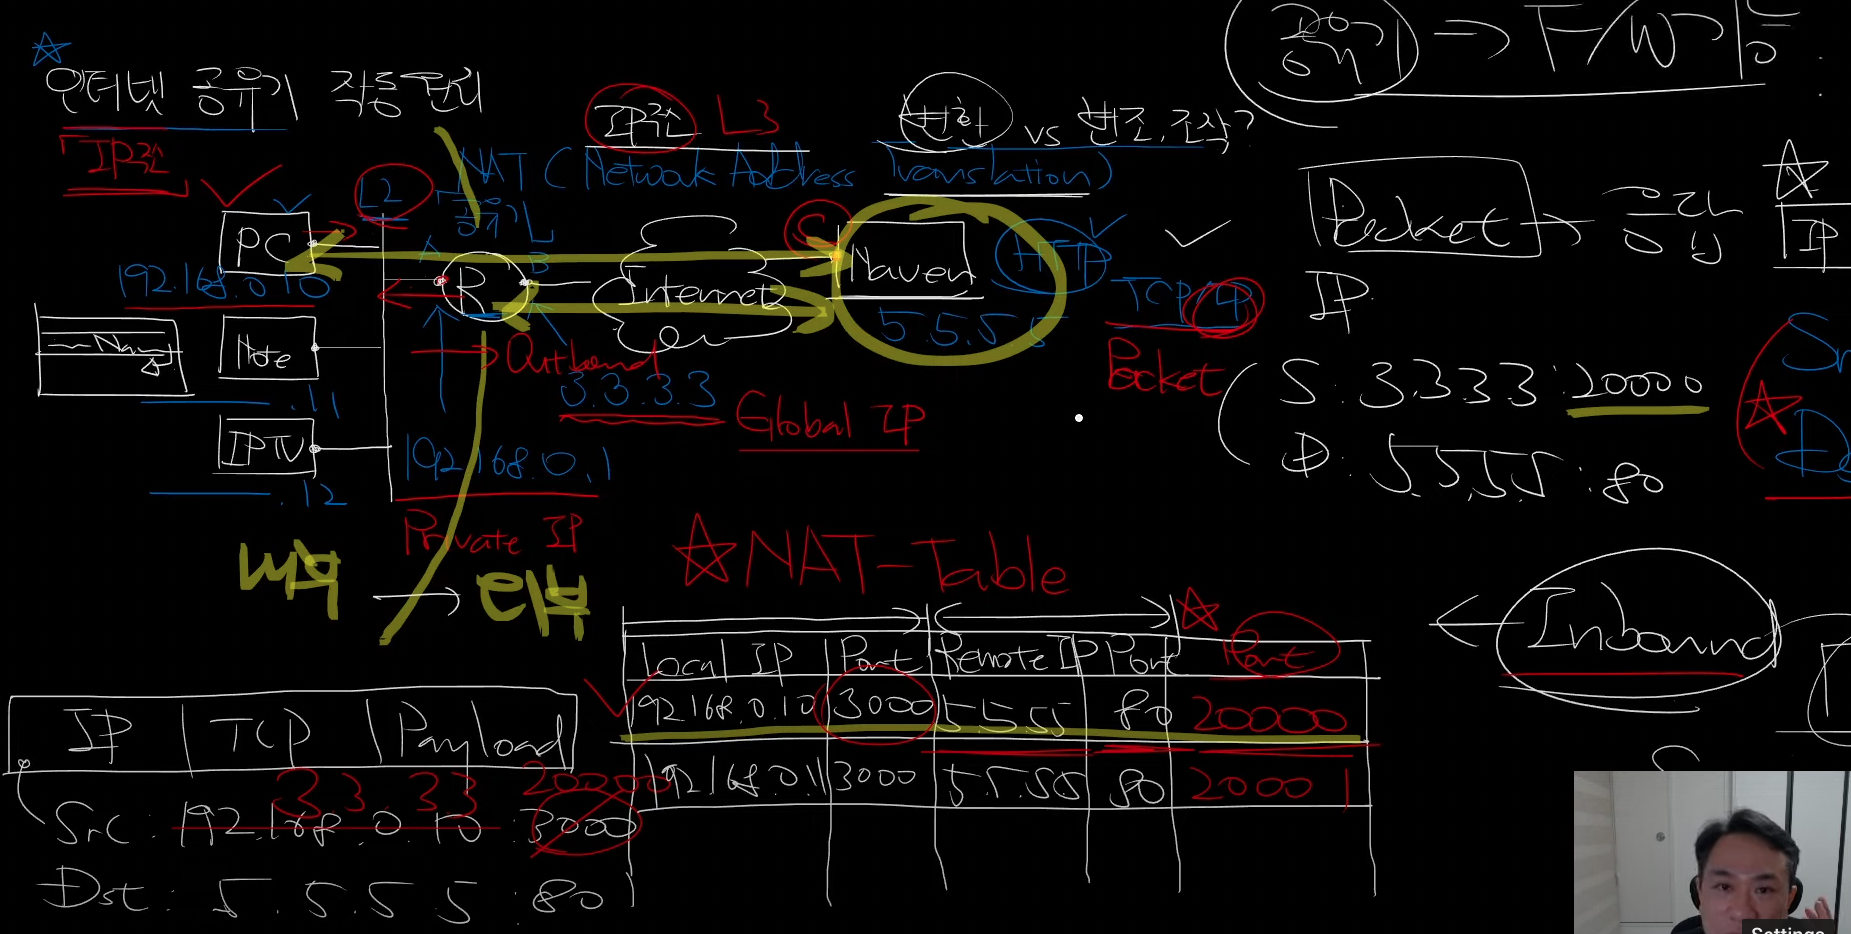 인터넷 공유기 작동원리
「IP주소」
IP주소 L3
변환 vs 변조, 조작?
공유기 ⇒ F/W 기능
NAT (Network Address Translation)
L2
공유기
PC
192.168.0.10
A
R
B
Internet
S
Naver
HTTP
5.5.5.5
TCP/IP
Packet
Packet →
IP
IP
Note
.11
IPTV
.12
Outbound
3.3.3.3
Global IP
192.168.0.1
Private IP
내부 → 외부
S: 3.3.3.3:20000
D: 5.5.5.5:80
NAT-Table
Local IP Port Remote IP Port Port
192.168.0.10 3000 5.5.5.5 80 20000
192.168.0.11 3000 5.5.5.5 80 20001
Inbound
IP TCP Payload
3.3.3.3 20000
Src: 192.168.0.10:3000
Dst: 5.5.5.5:80